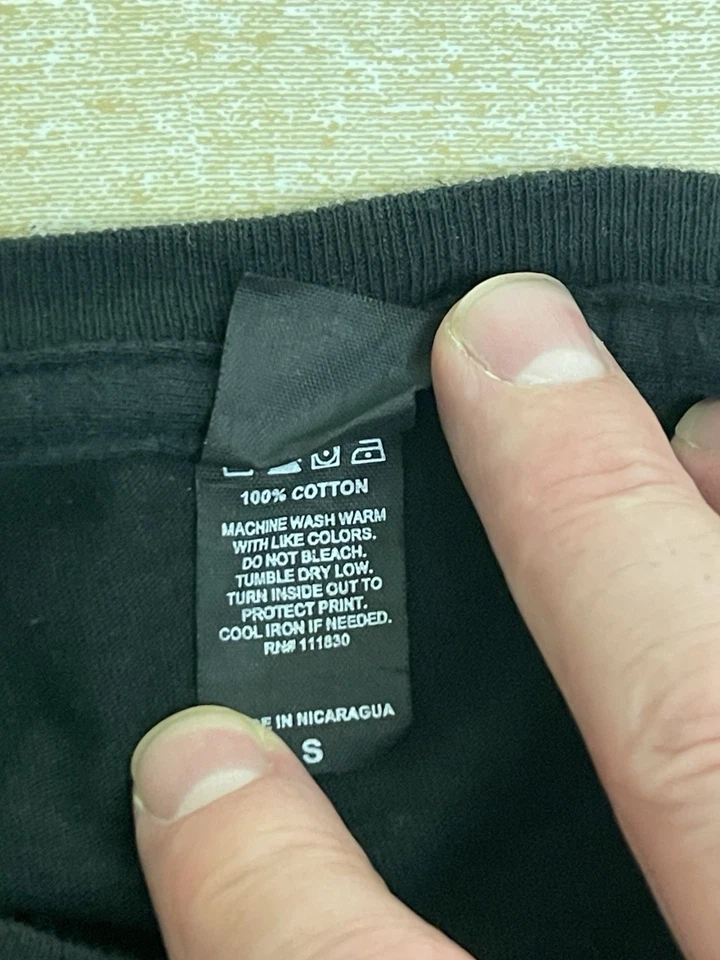 100% COTTON
MACHINE WASH WARM
WITH LIKE COLORS.
DO NOT BLEACH.
TUMBLE DRY LOW.
TURN INSIDE OUT TO
PROTECT PRINT.
COOL IRON IF NEEDED.
RN# 111830
E IN NICARAGUA
S